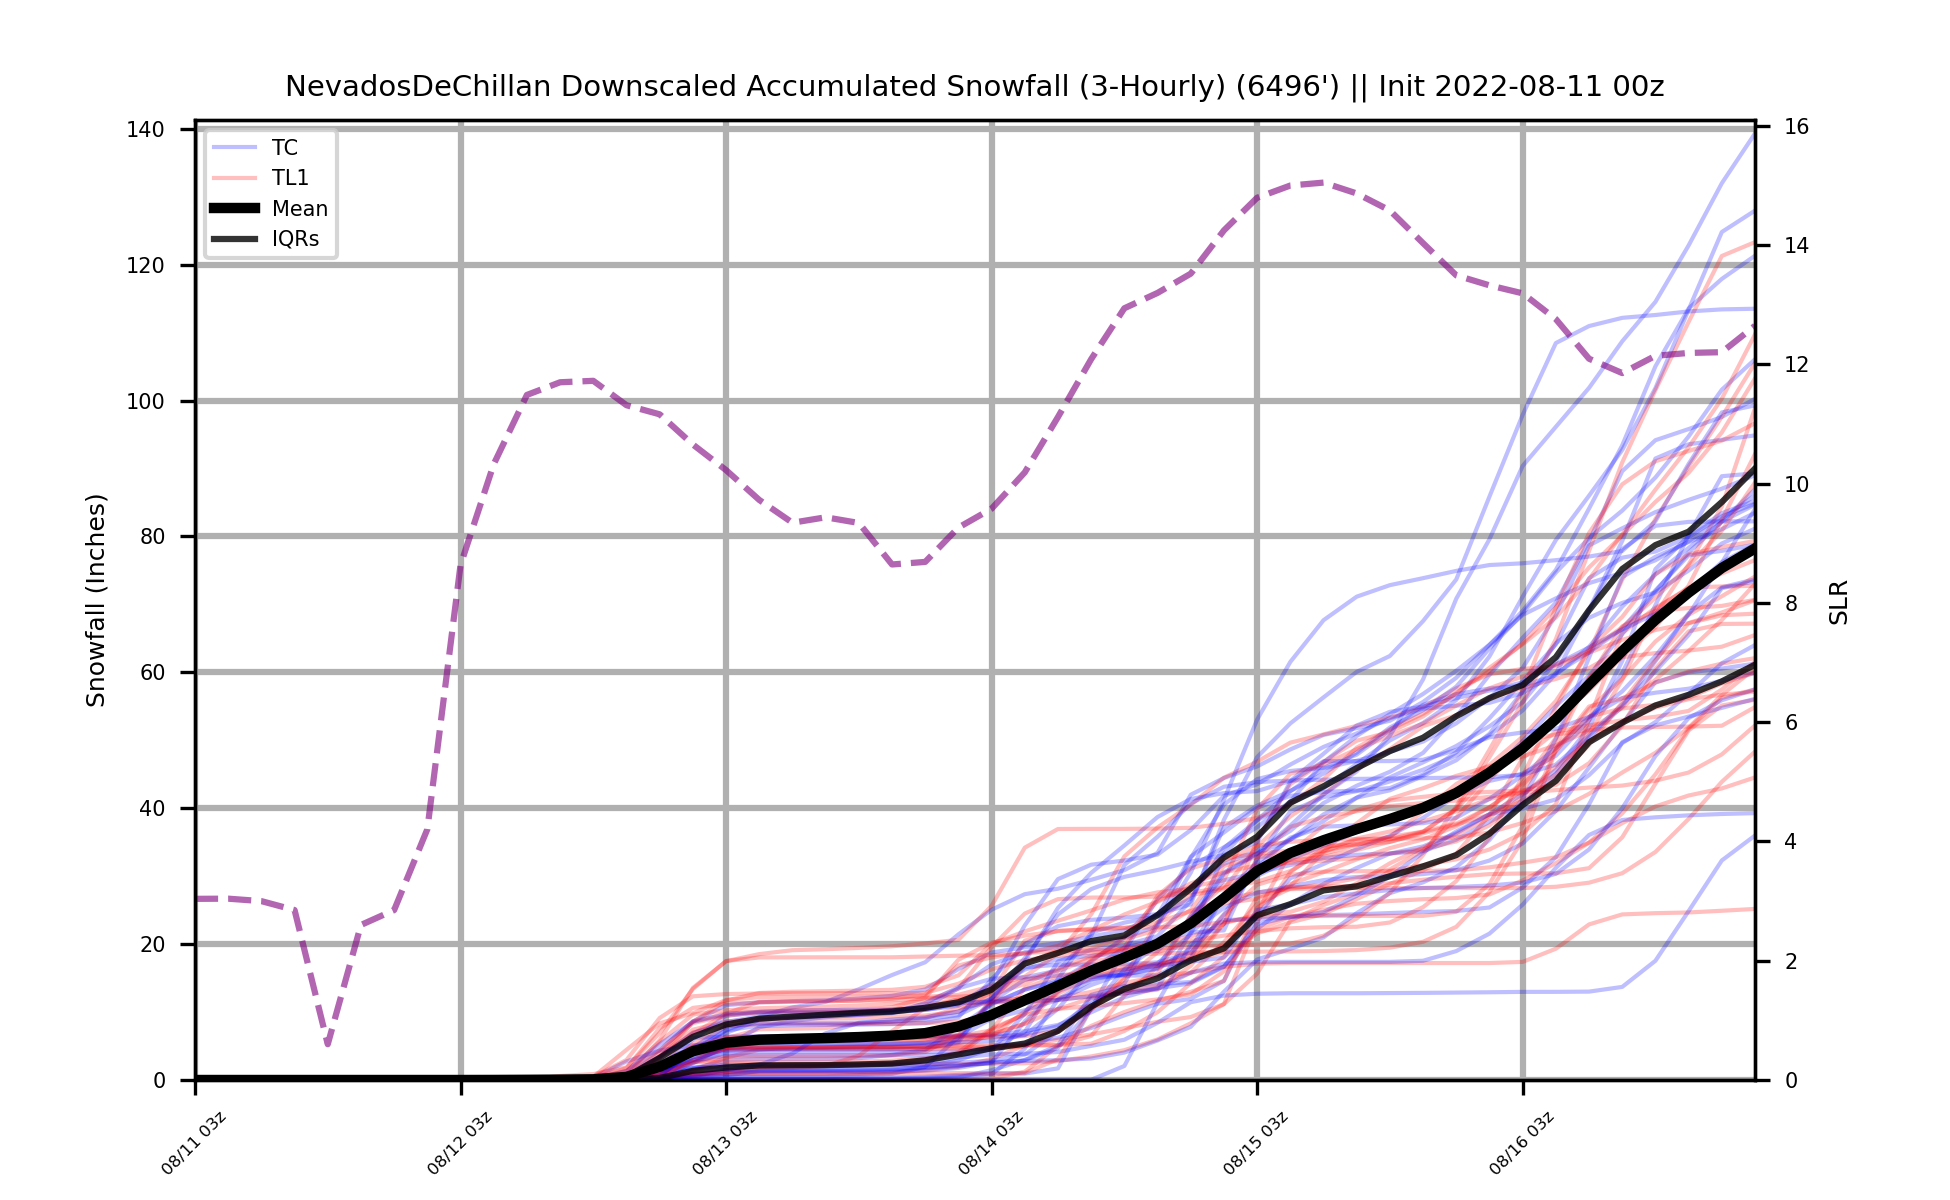 NevadosDeChillan Downscaled Accumulated Snowfall (3-Hourly) (6496') || Init 2022-08-11 00z
TC
TL1
Mean
IQRs
Snowfall (Inches)
140
120
100
80
60
40
20
0
16
14
12
10
8
6
4
2
0
SLR
08/11 03z
08/12 03z
08/13 03z
08/14 03z
08/15 03z
08/16 03z